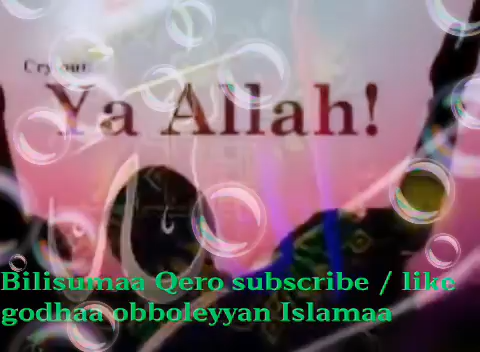 Cry out
Ya Allah!
Bilisumaa Qero subscribe / like
godhaa obboleyyan Islamaa